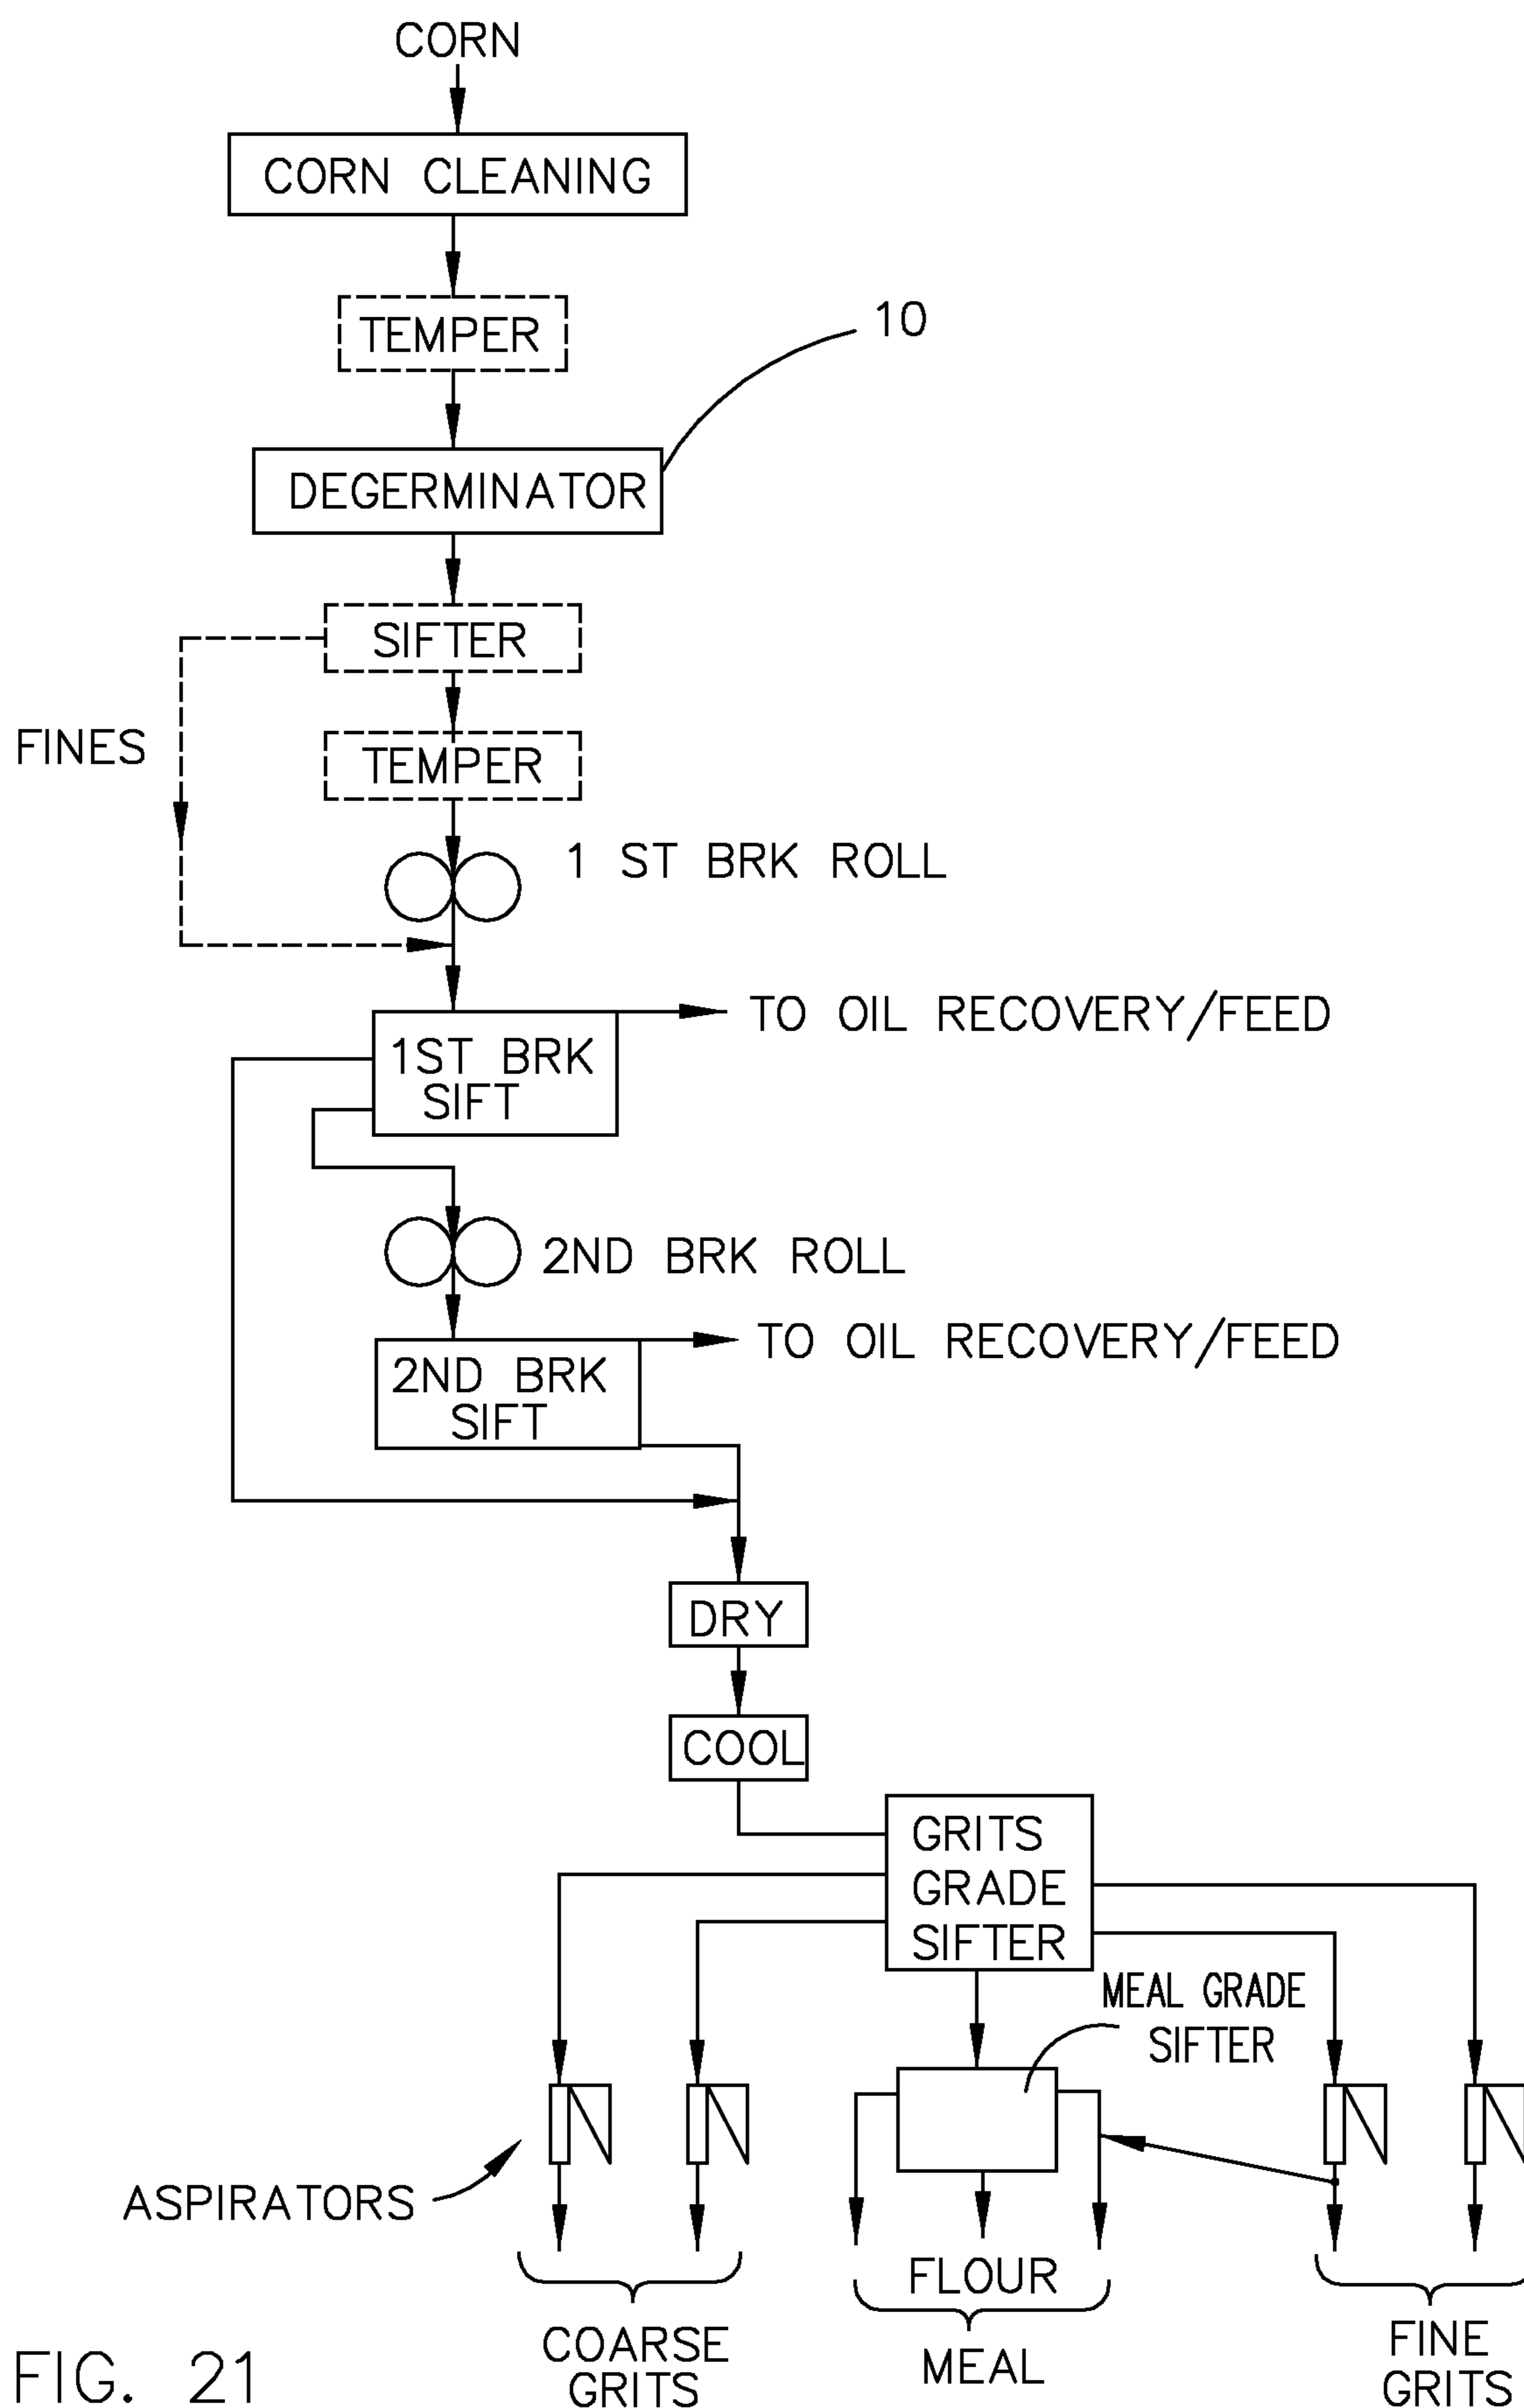 CORN
CORN CLEANING
TEMPER
10
DEGERMINATOR
SIFTER
FINES
TEMPER
1 ST BRK ROLL
TO OIL RECOVERY/FEED
1ST BRK
SIFT
2ND BRK ROLL
TO OIL RECOVERY/FEED
2ND BRK
SIFT
DRY
COOL
GRITS
GRADE
SIFTER
MEAL GRADE
SIFTER
ASPIRATORS
FLOUR
COARSE
GRITS
MEAL
FINE
GRITS
FIG. 21